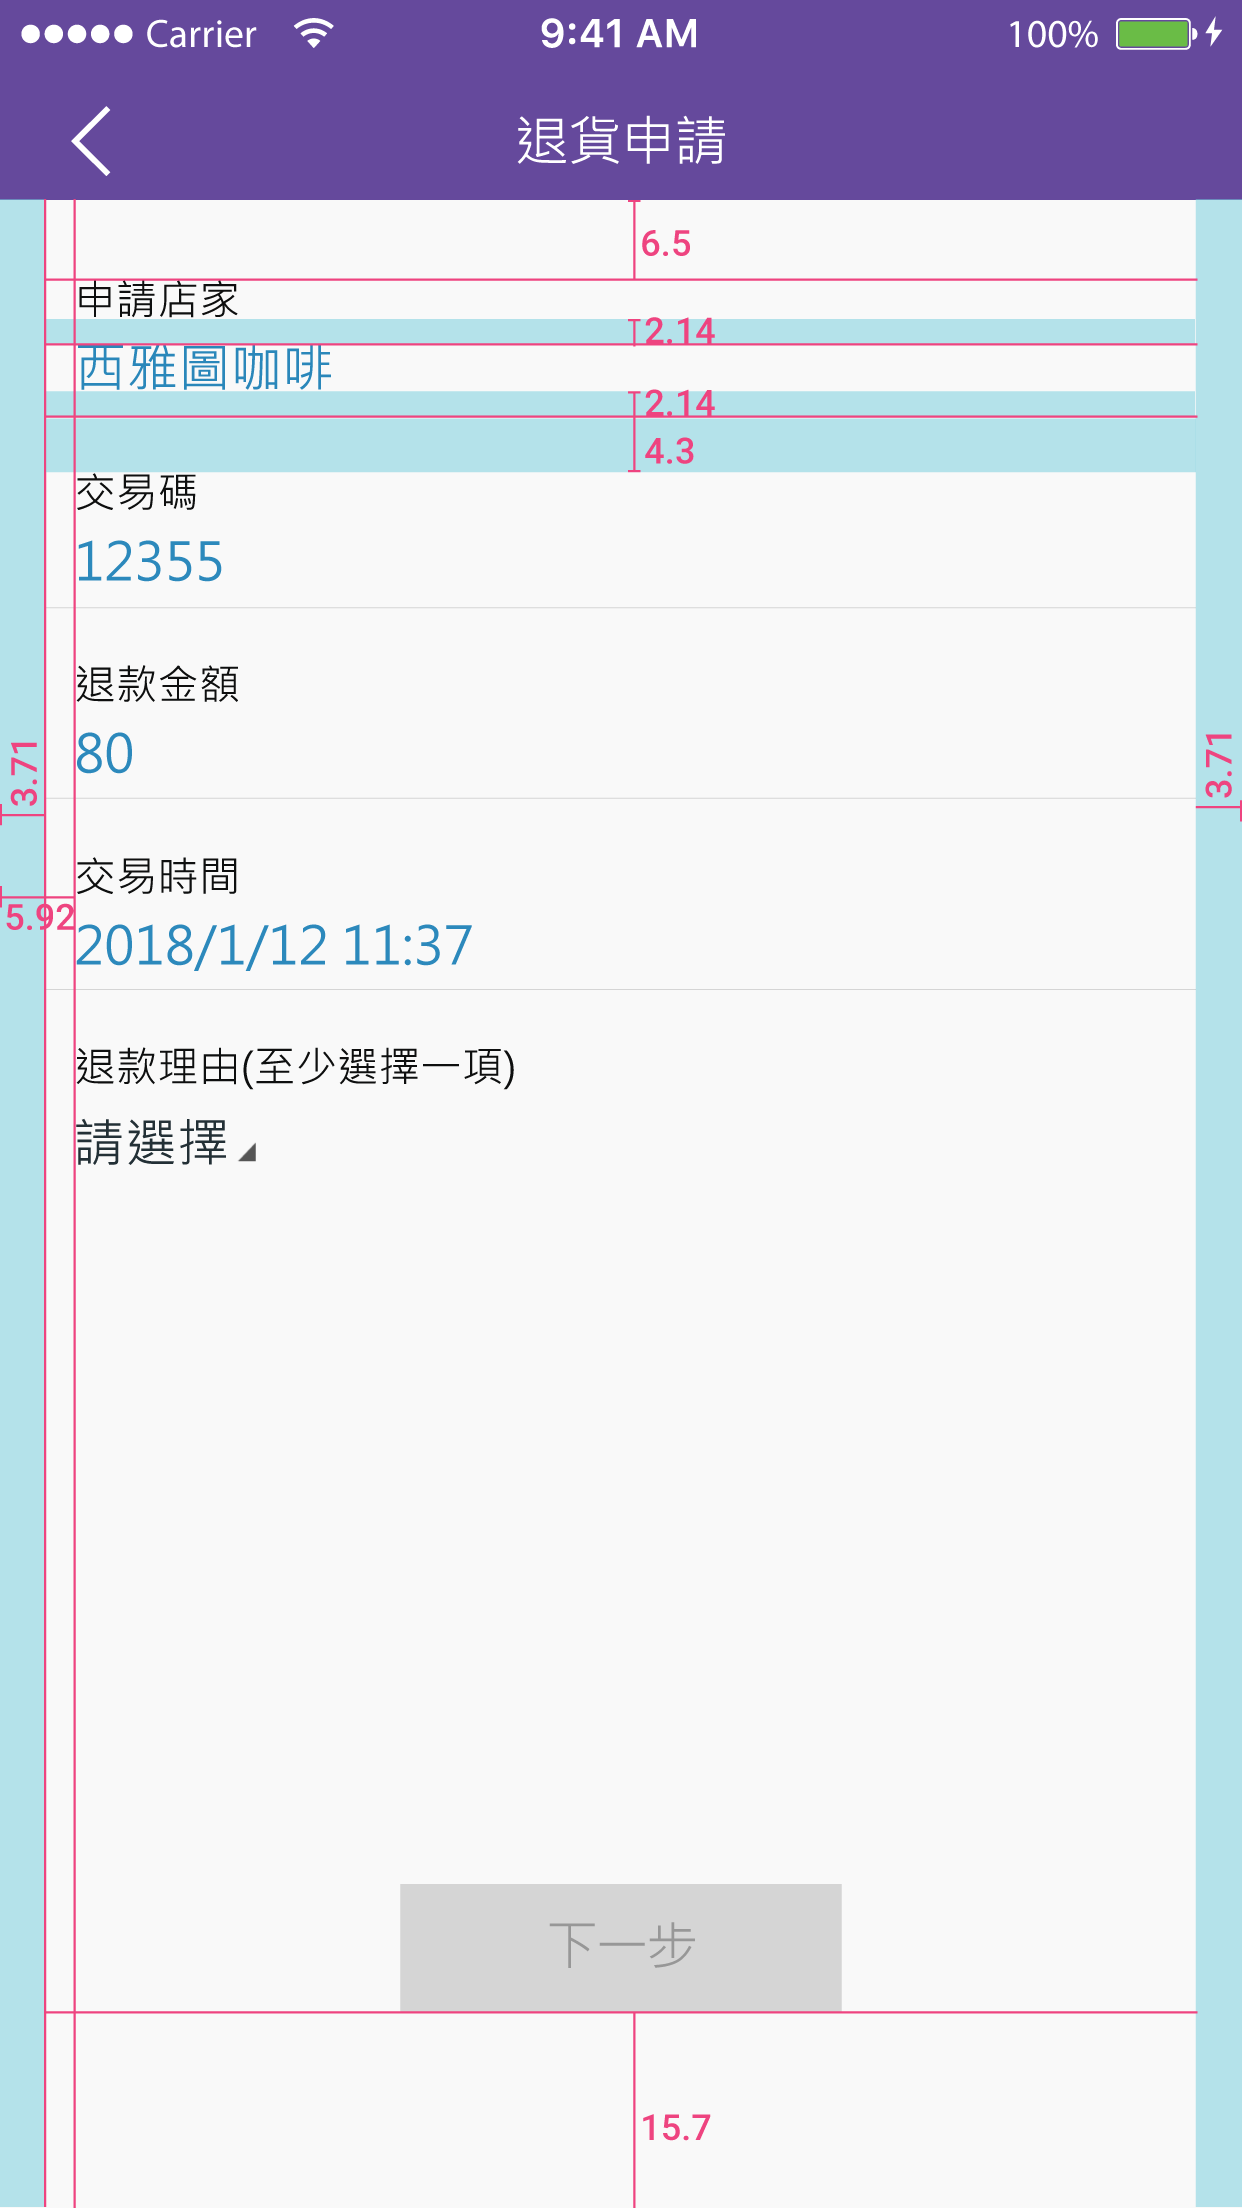 Carrier 9:41 AM 100%
退貨申請
6.5
申請店家
2.14
西雅圖咖啡
2.14
4.3
交易碼
12355
退款金額
80
3.71
3.71
交易時間
5.92
2018/1/12 11:37
退款理由(至少選擇一項)
請選擇
下一步
15.7